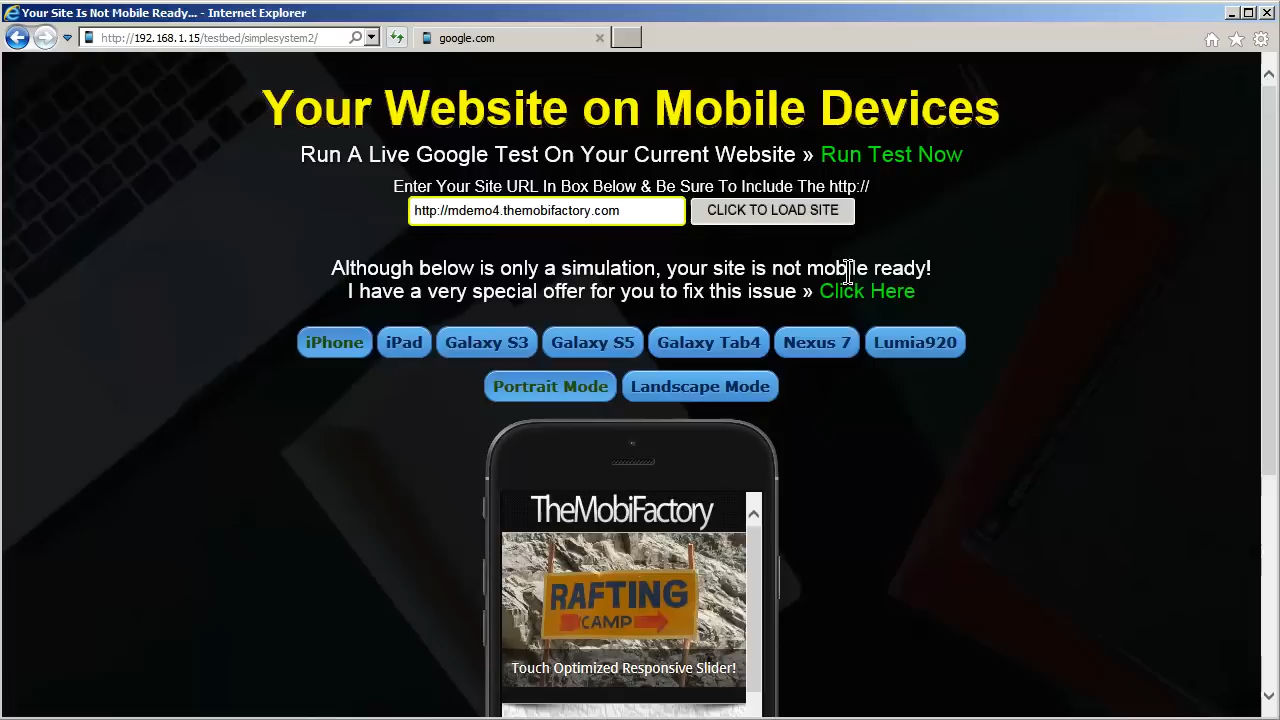 Your Site Is Not Mobile Ready... - Internet Explorer
http://192.168.1.15/testbed/simplesystem2/
google.com
Your Website on Mobile Devices
Run A Live Google Test On Your Current Website » Run Test Now
Enter Your Site URL In Box Below & Be Sure To Include The http://
http://mdemo4.themobifactory.com CLICK TO LOAD SITE
Although below is only a simulation, your site is not mobile ready!
I have a very special offer for you to fix this issue » Click Here
iPhone iPad Galaxy S3 Galaxy S5 Galaxy Tab4 Nexus 7 Lumia920
Portrait Mode Landscape Mode
TheMobiFactory
RAFTING
CAMP
Touch Optimized Responsive Slider!